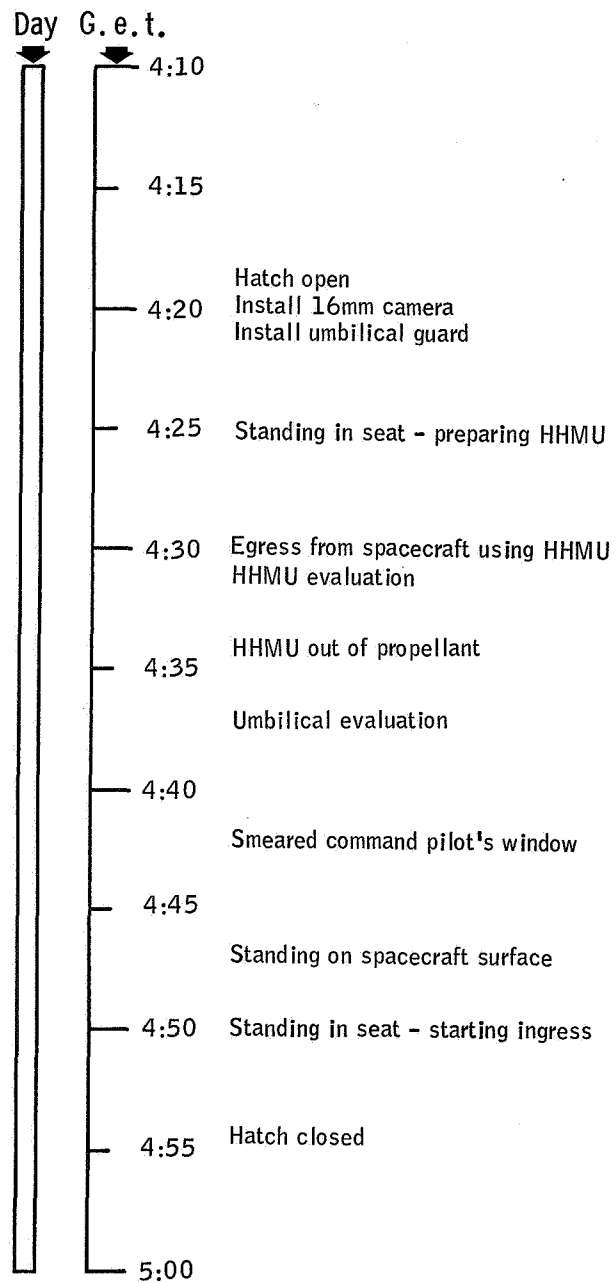 Day G.e.t.
4:10
4:15
Hatch open
4:20 Install 16mm camera
Install umbilical guard
4:25 Standing in seat - preparing HHMU
4:30 Egress from spacecraft using HHMU
HHMU evaluation
HHMU out of propellant
4:35
Umbilical evaluation
4:40
Smeared command pilot's window
4:45
Standing on spacecraft surface
4:50 Standing in seat - starting ingress
Hatch closed
4:55
5:00